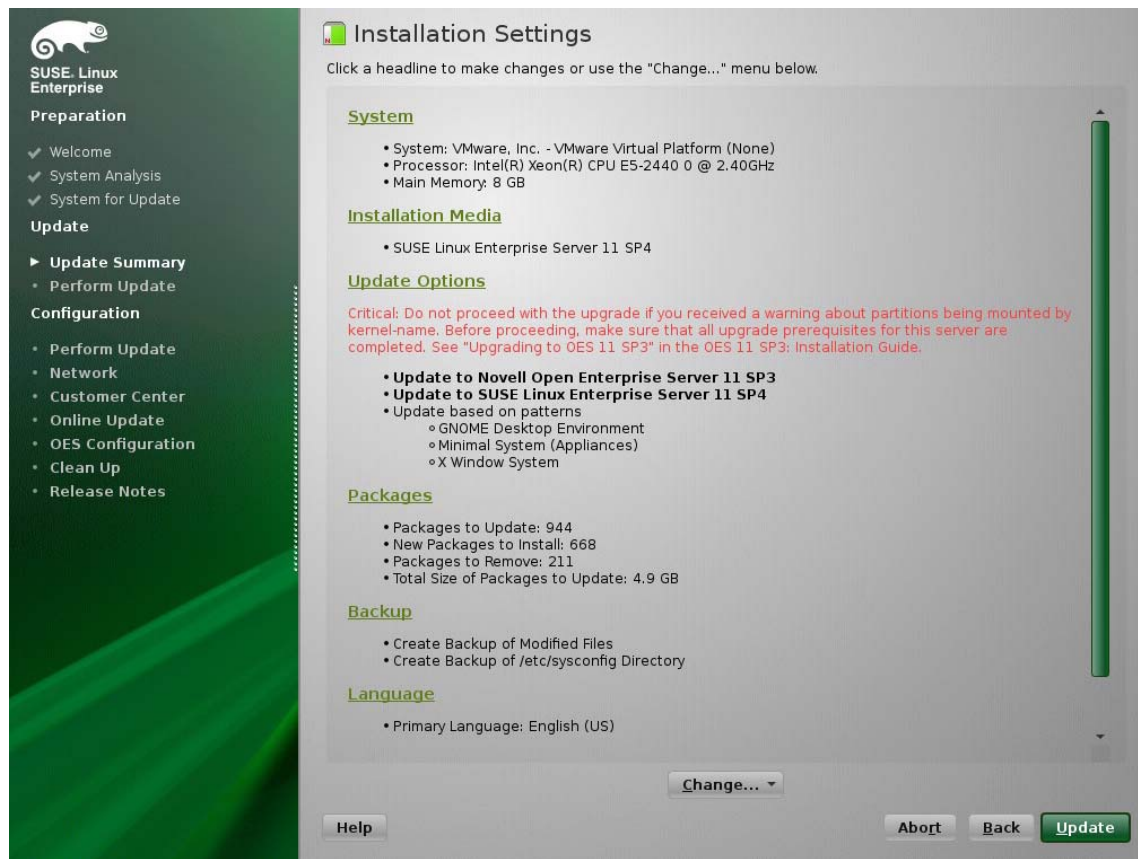 SUSE. Linux
Enterprise
Preparation
Welcome
System Analysis
System for Update
Update
Update Summary
Perform Update
Configuration
Perform Update
Network
Customer Center
Online Update
OES Configuration
Clean Up
Release Notes
Installation Settings
Click a headline to make changes or use the "Change..." menu below.
System
• System: VMware, Inc. - VMware Virtual Platform (None)
• Processor: Intel(R) Xeon(R) CPU E5-2440 0 @ 2.40GHz
• Main Memory: 8 GB
Installation Media
• SUSE Linux Enterprise Server 11 SP4
Update Options
Critical: Do not proceed with the upgrade if you received a warning about partitions being mounted by
kernel-name. Before proceeding, make sure that all upgrade prerequisites for this server are
completed. See "Upgrading to OES 11 SP3" in the OES 11 SP3: Installation Guide.
• Update to Novell Open Enterprise Server 11 SP3
• Update to SUSE Linux Enterprise Server 11 SP4
• Update based on patterns
GNOME Desktop Environment
Minimal System (Appliances)
X Window System
Packages
• Packages to Update: 944
• New Packages to Install: 668
• Packages to Remove: 211
• Total Size of Packages to Update: 4.9 GB
Backup
• Create Backup of Modified Files
• Create Backup of /etc/sysconfig Directory
Language
• Primary Language: English (US)
Change...
Help
Abort
Back
Update